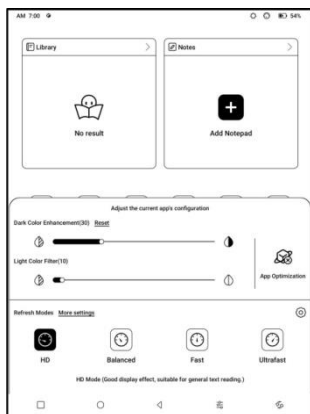 AM 7:00 54%
Library
Notes
No result
Add Notepad
Adjust the current app's configuration
Dark Color Enhancement(30) Reset
Light Color Filter(10)
App Optimization
Refresh Modes More settings
HD Balanced Fast Ultrafast
HD Mode (Good display effect, suitable for general text reading.)